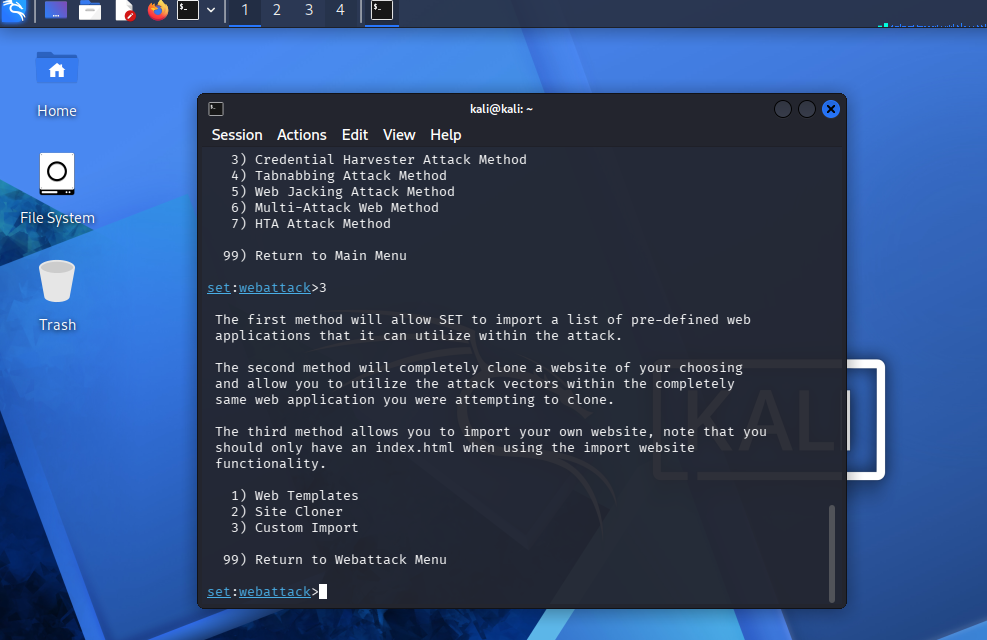 1 2 3 4
Home
File System
Trash
kali@kali: ~
Session Actions Edit View Help
3) Credential Harvester Attack Method
4) Tabnabbing Attack Method
5) Web Jacking Attack Method
6) Multi-Attack Web Method
7) HTA Attack Method
99) Return to Main Menu
set:webattack>3
The first method will allow SET to import a list of pre-defined web
applications that it can utilize within the attack.
The second method will completely clone a website of your choosing
and allow you to utilize the attack vectors within the completely
same web application you were attempting to clone.
The third method allows you to import your own website, note that you
should only have an index.html when using the import website
functionality.
1) Web Templates
2) Site Cloner
3) Custom Import
99) Return to Webattack Menu
set:webattack>
KALI